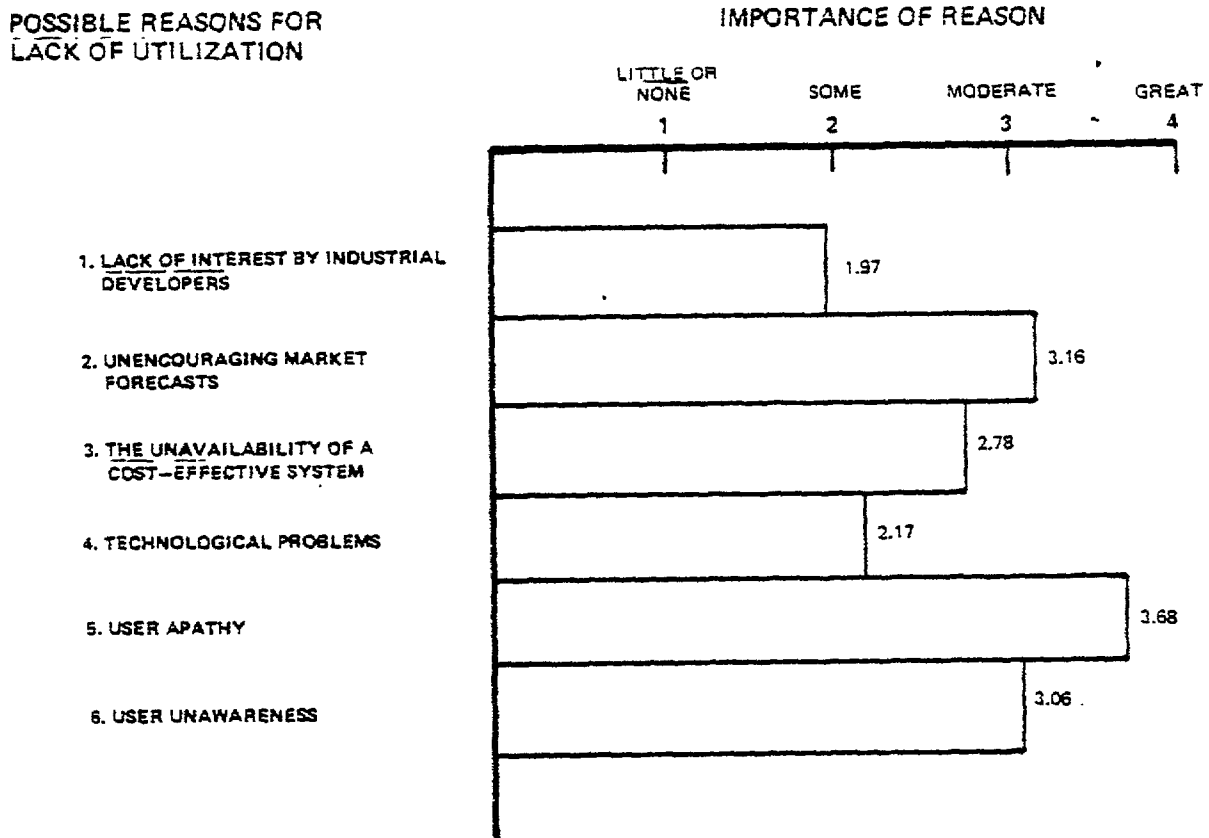 POSSIBLE REASONS FOR
LACK OF UTILIZATION
IMPORTANCE OF REASON
LITTLE OR
NONE
SOME
MODERATE
GREAT
1
2
3
4
1. LACK OF INTEREST BY INDUSTRIAL
DEVELOPERS
1.97
2. UNENCOURAGING MARKET
FORECASTS
3.16
3. THE UNAVAILABILITY OF A
COST-EFFECTIVE SYSTEM
2.78
4. TECHNOLOGICAL PROBLEMS
2.17
5. USER APATHY
3.68
6. USER UNAWARENESS
3.06